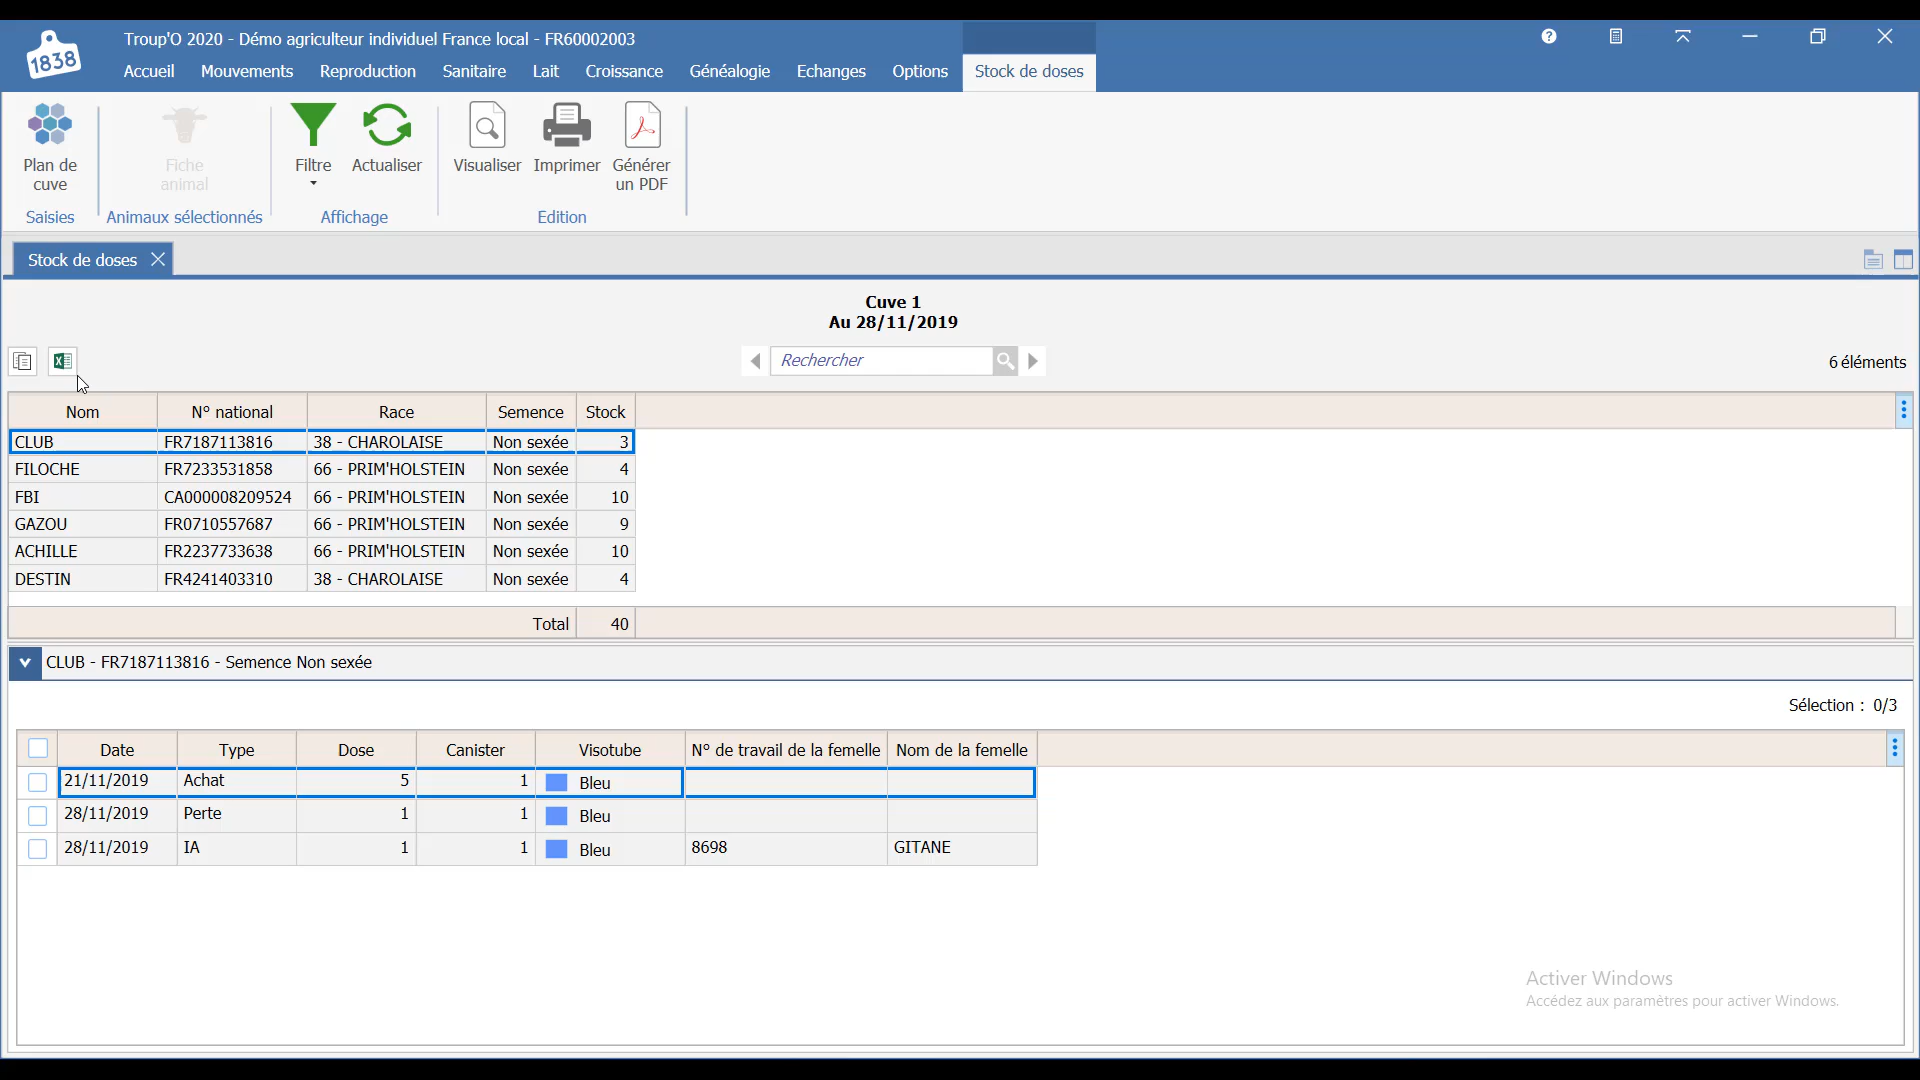 1838
Troup'O 2020 - Démo agriculteur individuel France local - FR60002003
Accueil Mouvements Reproduction Sanitaire Lait Croissance Généalogie Echanges Options Stock de doses
Plan de cuve
Fiche animal
Filtre
Actualiser
Visualiser
Imprimer
Générer un PDF
Saisies Animaux sélectionnés Affichage Edition
Stock de doses
Cuve 1
Au 28/11/2019
Rechercher
6 éléments
Nom N° national Race Semence Stock
CLUB FR7187113816 38 - CHAROLAISE Non sexée 3
FILOCHE FR7233531858 66 - PRIM'HOLSTEIN Non sexée 4
FBI CA000008209524 66 - PRIM'HOLSTEIN Non sexée 10
GAZOU FR0710557687 66 - PRIM'HOLSTEIN Non sexée 9
ACHILLE FR2237733638 66 - PRIM'HOLSTEIN Non sexée 10
DESTIN FR4241403310 38 - CHAROLAISE Non sexée 4
Total 40
CLUB - FR7187113816 - Semence Non sexée
Sélection : 0/3
Date Type Dose Canister Visotube N° de travail de la femelle Nom de la femelle
21/11/2019 Achat 5 1 Bleu
28/11/2019 Perte 1 1 Bleu
28/11/2019 IA 1 1 Bleu 8698 GITANE
Activer Windows
Accédez aux paramètres pour activer Windows.